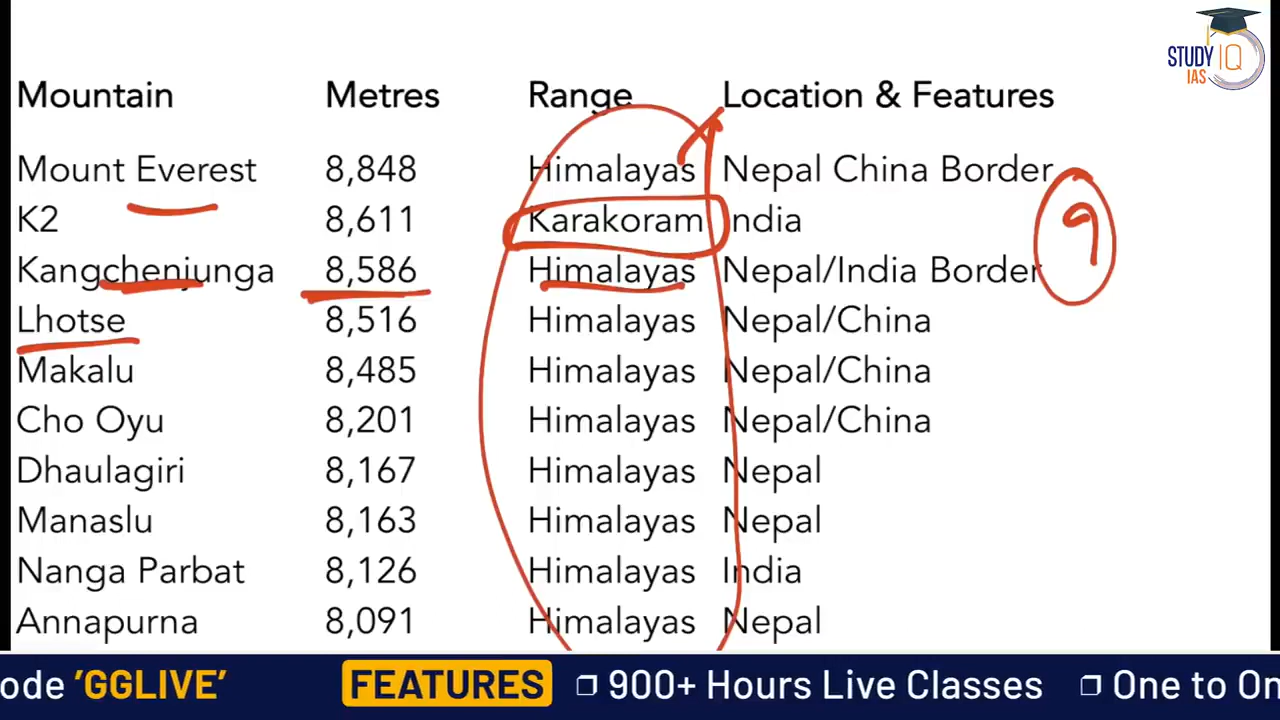 STUDY IQ
IAS
Mountain Metres Range Location & Features
Mount Everest 8,848 Himalayas Nepal China Border
K2 8,611 Karakoram India
Kangchenjunga 8,586 Himalayas Nepal/India Border
9
Lhotse 8,516 Himalayas Nepal/China
Makalu 8,485 Himalayas Nepal/China
Cho Oyu 8,201 Himalayas Nepal/China
Dhaulagiri 8,167 Himalayas Nepal
Manaslu 8,163 Himalayas Nepal
Nanga Parbat 8,126 Himalayas India
Annapurna 8,091 Himalayas Nepal
ode 'GGLIVE' FEATURES 900+ Hours Live Classes One to On